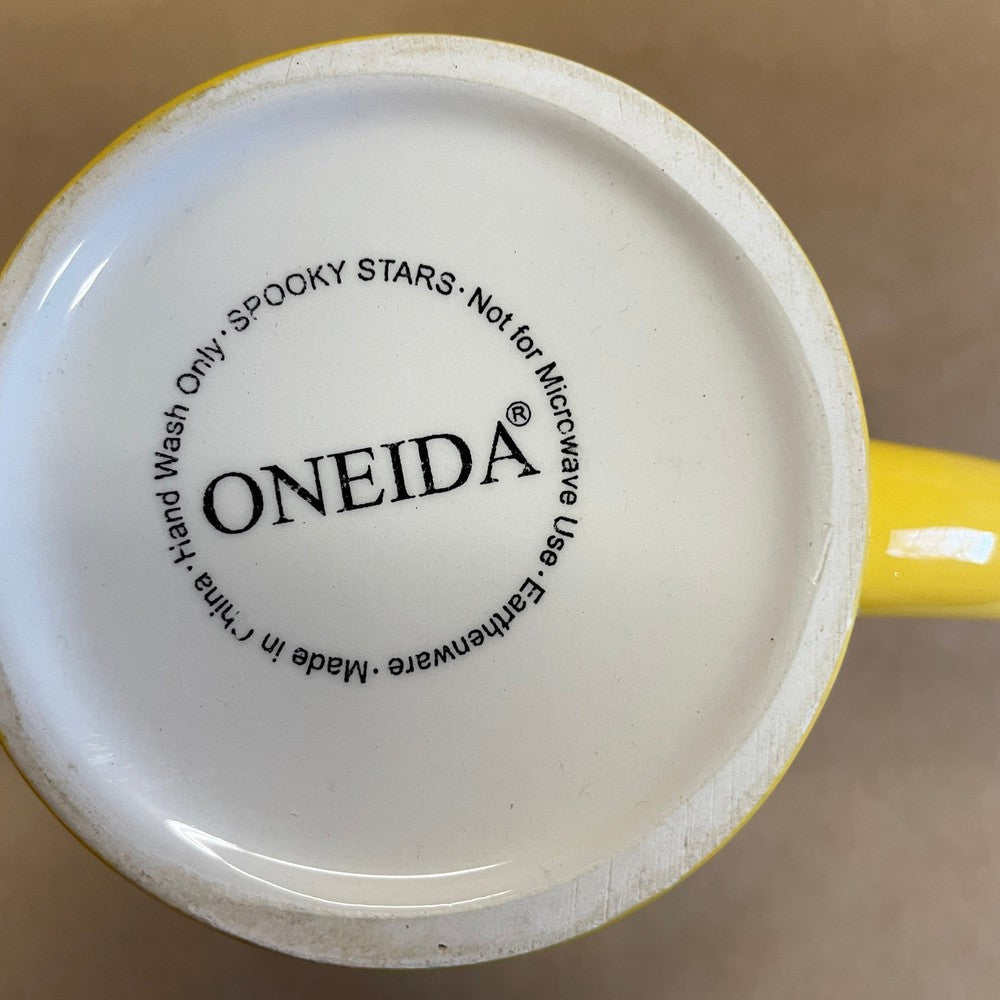 SPOOKY STARS · Not for Microwave Use · Earthenware · Made in China · Hand Wash Only ·
ONEIDA®